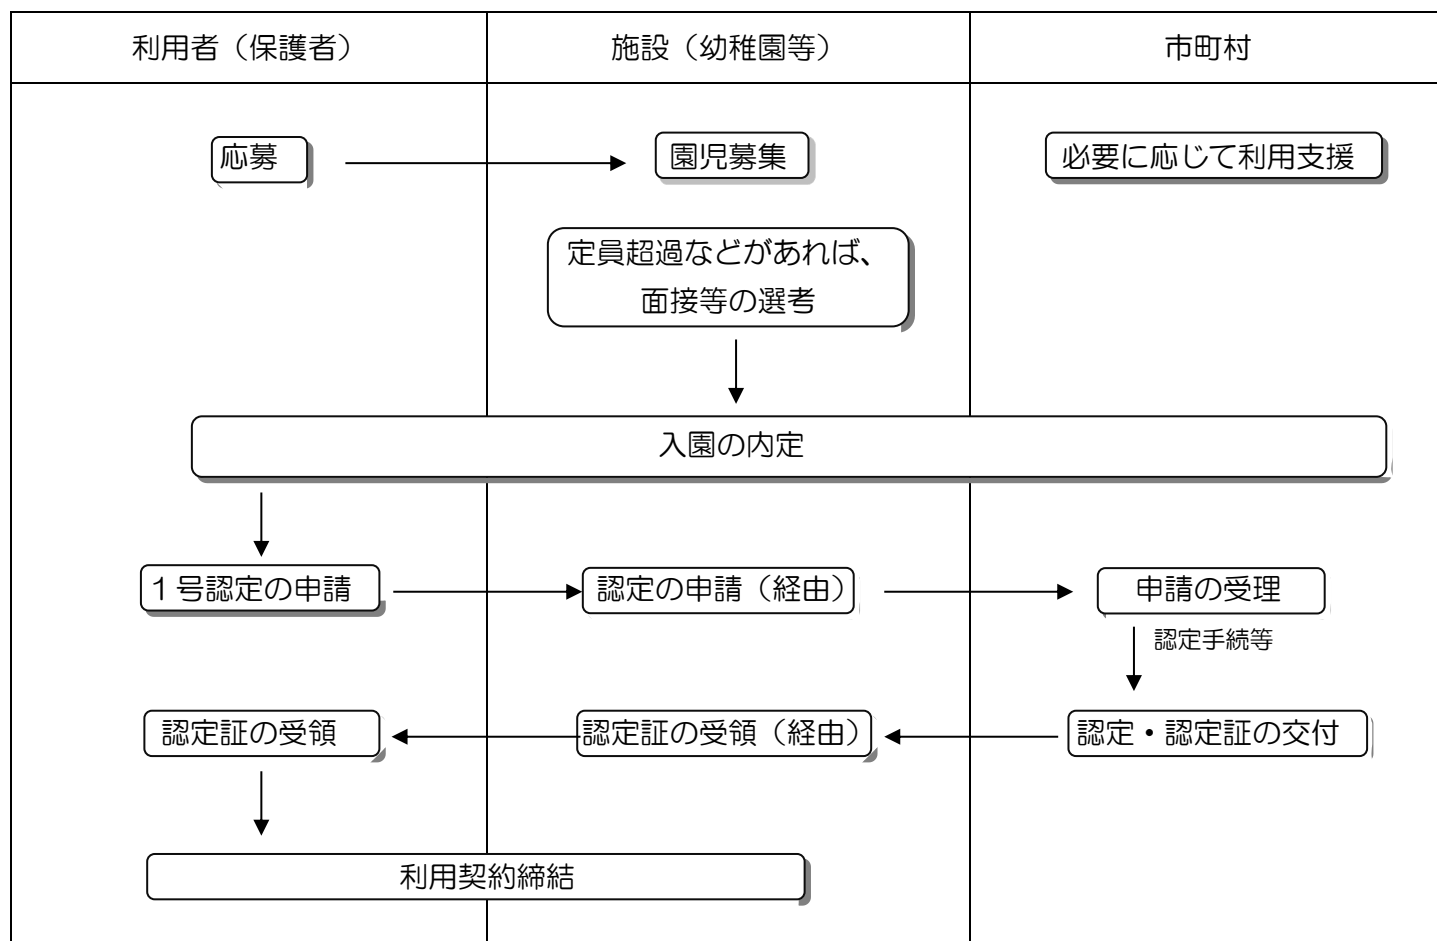 利用者（保護者）
施設（幼稚園等）
市町村
応募
園児募集
必要に応じて利用支援
定員超過などがあれば、
面接等の選考
入園の内定
１号認定の申請
認定の申請（経由）
申請の受理
認定手続等
認定証の受領
認定証の受領（経由）
認定・認定証の交付
利用契約締結